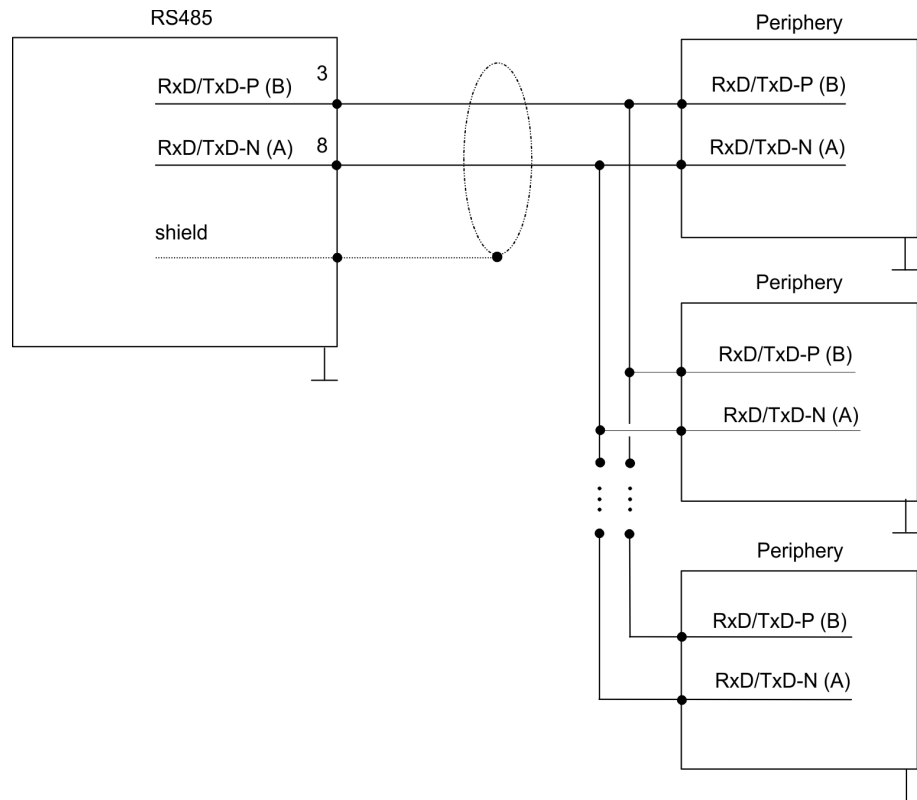 RS485
RxD/TxD-P (B)
3
RxD/TxD-N (A)
8
shield
Periphery
RxD/TxD-P (B)
RxD/TxD-N (A)
Periphery
RxD/TxD-P (B)
RxD/TxD-N (A)
Periphery
RxD/TxD-P (B)
RxD/TxD-N (A)